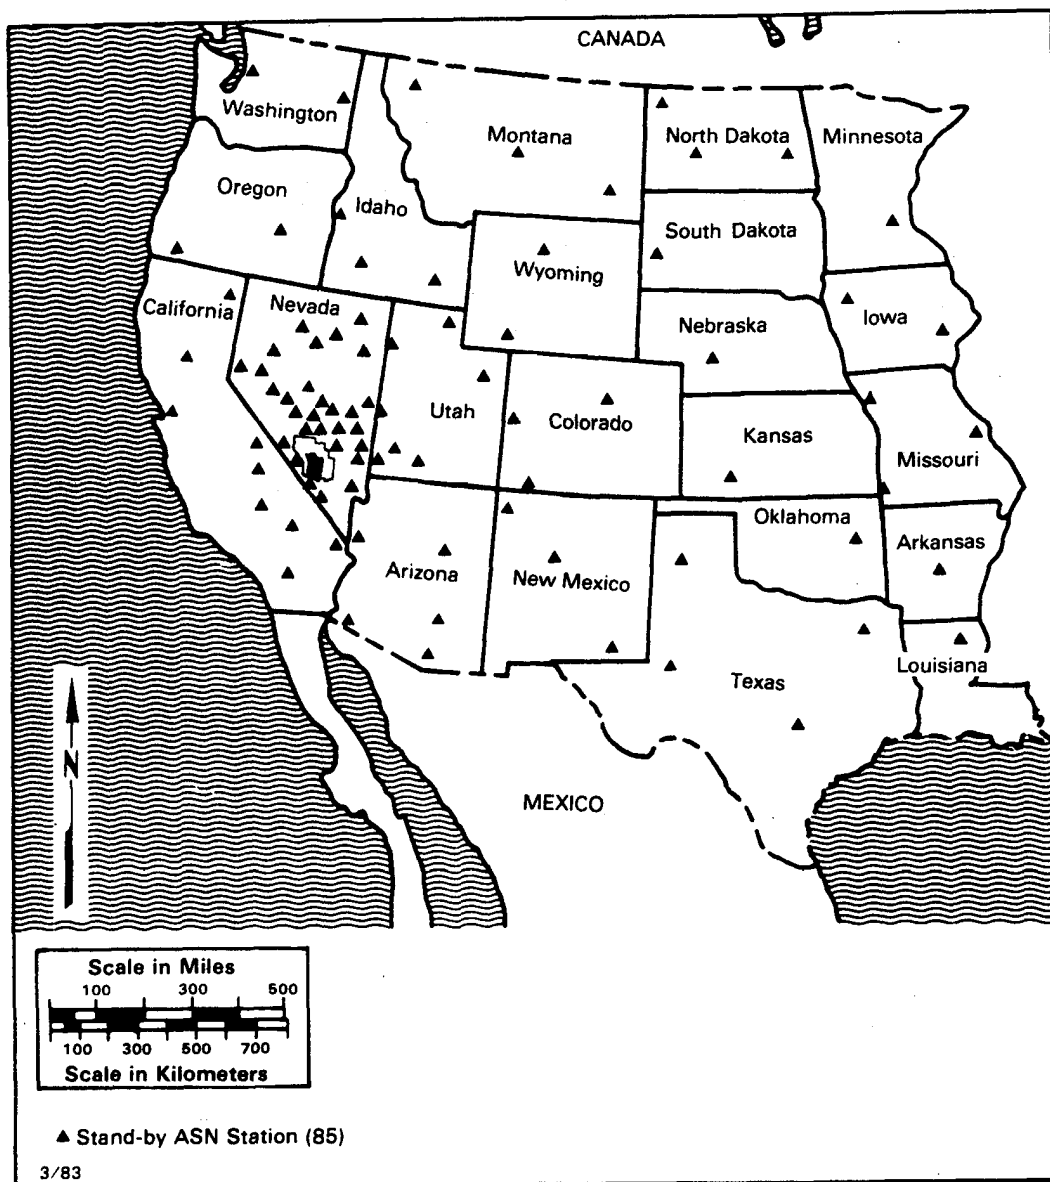 CANADA
Washington
Montana
North Dakota
Minnesota
Oregon
Idaho
South Dakota
Wyoming
California
Nevada
Nebraska
Iowa
Utah
Colorado
Kansas
Missouri
Oklahoma
Arkansas
Arizona
New Mexico
Louisiana
Texas
N
MEXICO
Scale in Miles
100 300 500
100 300 500 700
Scale in Kilometers
▲ Stand-by ASN Station (85)
3/83